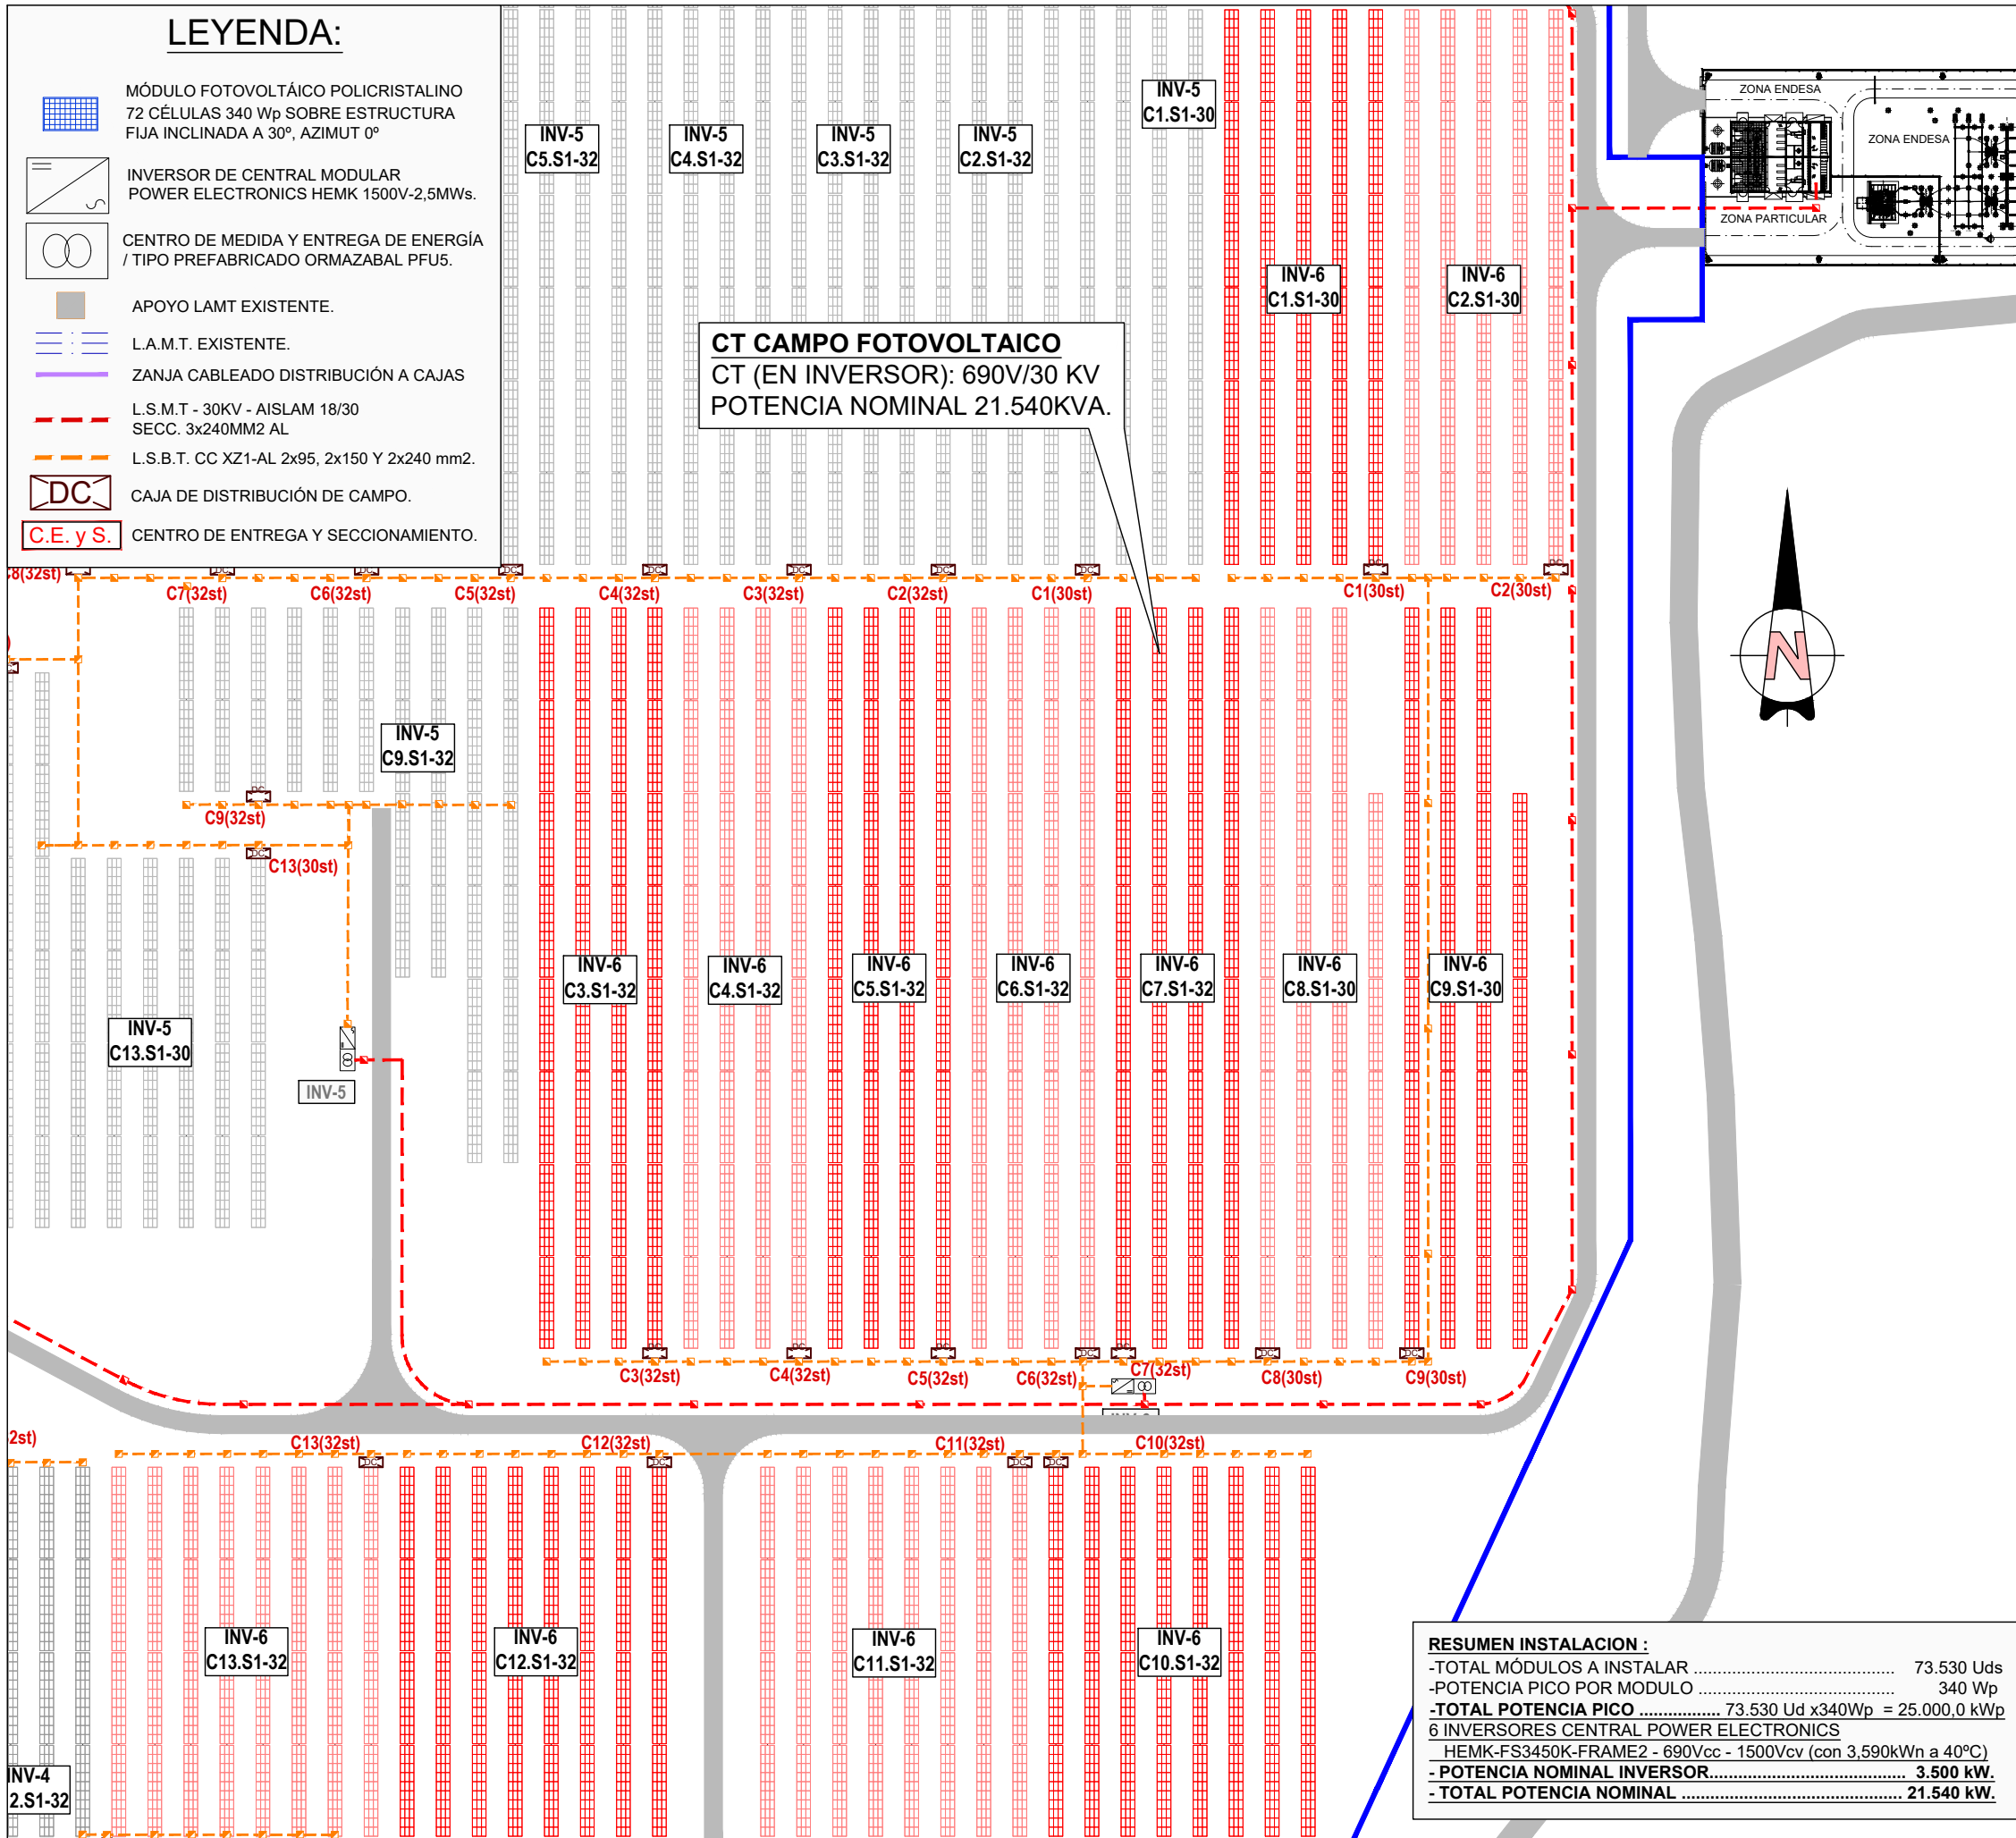 LEYENDA:
MÓDULO FOTOVOLTÁICO POLICRISTALINO
72 CÉLULAS 340 Wp SOBRE ESTRUCTURA
FIJA INCLINADA A 30º, AZIMUT 0º
INVERSOR DE CENTRAL MODULAR
POWER ELECTRONICS HEMK 1500V-2,5MWs.
CENTRO DE MEDIDA Y ENTREGA DE ENERGÍA
/ TIPO PREFABRICADO ORMAZABAL PFU5.
APOYO LAMT EXISTENTE.
L.A.M.T. EXISTENTE.
ZANJA CABLEADO DISTRIBUCIÓN A CAJAS
L.S.M.T - 30KV - AISLAM 18/30
SECC. 3x240MM2 AL
L.S.B.T. CC XZ1-AL 2x95, 2x150 Y 2x240 mm2.
DC
CAJA DE DISTRIBUCIÓN DE CAMPO.
C.E. y S.
CENTRO DE ENTREGA Y SECCIONAMIENTO.
INV-5
C5.S1-32
INV-5
C4.S1-32
INV-5
C3.S1-32
INV-5
C2.S1-32
INV-5
C1.S1-30
INV-6
C1.S1-30
INV-6
C2.S1-30
ZONA ENDESA
ZONA ENDESA
ZONA PARTICULAR
CT CAMPO FOTOVOLTAICO
CT (EN INVERSOR): 690V/30 KV
POTENCIA NOMINAL 21.540KVA.
C8(32st)
C7(32st)
C6(32st)
C5(32st)
C4(32st)
C3(32st)
C2(32st)
C1(30st)
C1(30st)
C2(30st)
N
INV-5
C9.S1-32
C9(32st)
C13(30st)
INV-5
C13.S1-30
INV-5
INV-6
C3.S1-32
INV-6
C4.S1-32
INV-6
C5.S1-32
INV-6
C6.S1-32
INV-6
C7.S1-32
INV-6
C8.S1-30
INV-6
C9.S1-30
C3(32st)
C4(32st)
C5(32st)
C6(32st)
C7(32st)
C8(30st)
C9(30st)
2st)
C13(32st)
C12(32st)
C11(32st)
C10(32st)
INV-6
C13.S1-32
INV-6
C12.S1-32
INV-6
C11.S1-32
INV-6
C10.S1-32
INV-4
2.S1-32
RESUMEN INSTALACION :
-TOTAL MÓDULOS A INSTALAR ........................................... 73.530 Uds
-POTENCIA PICO POR MODULO .......................................... 340 Wp
-TOTAL POTENCIA PICO ................. 73.530 Ud x340Wp = 25.000,0 kWp
6 INVERSORES CENTRAL POWER ELECTRONICS
HEMK-FS3450K-FRAME2 - 690Vcc - 1500Vcv (con 3,590kWn a 40ºC)
- POTENCIA NOMINAL INVERSOR.......................................... 3.500 kW.
- TOTAL POTENCIA NOMINAL ............................................... 21.540 kW.